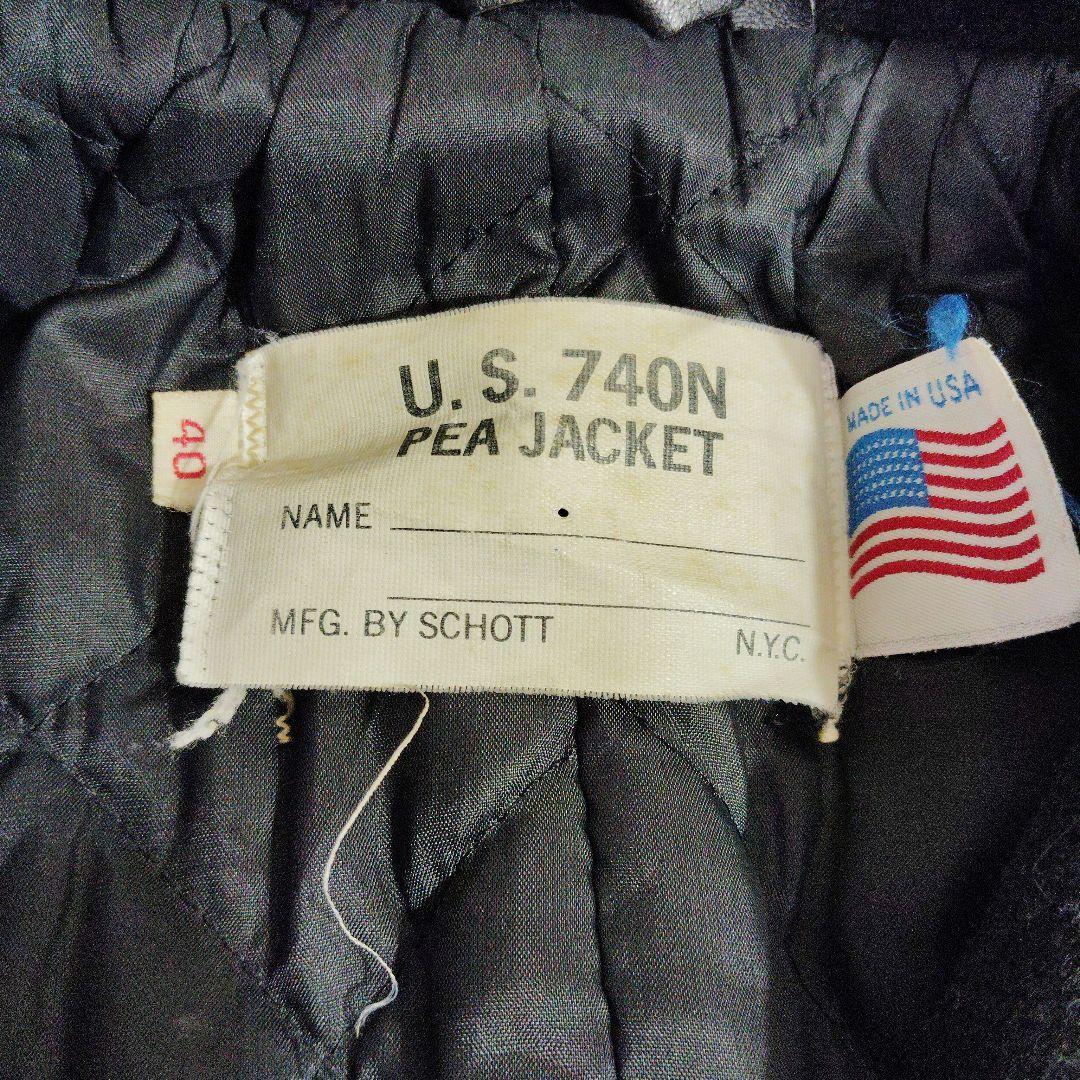 U. S. 740N
PEA JACKET
NAME
MFG. BY SCHOTT
N.Y.C.
40
MADE IN USA